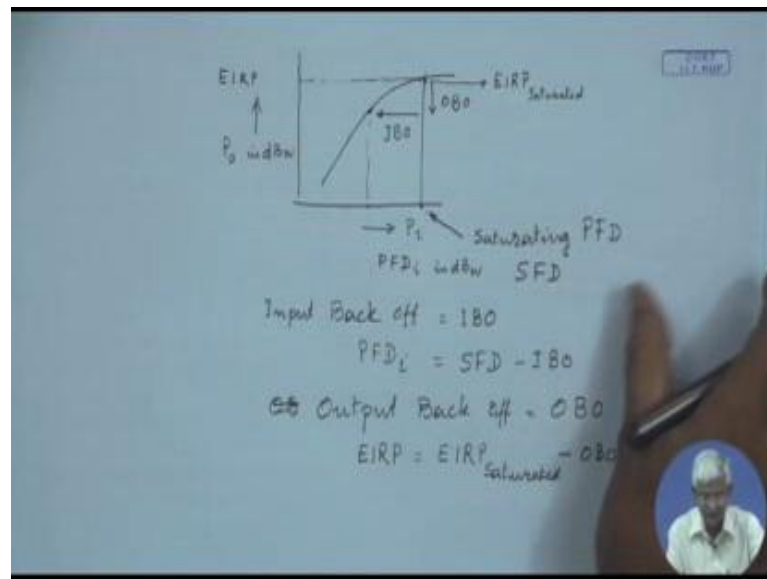 EIRP
EIRP Saturated
OBO
IBO
P₀ in dBW
→ Pᵢ
Saturating PFD
PFDᵢ in dBW SFD
Input Back off = IBO
PFDᵢ = SFD - IBO
Output Back off = OBO
EIRP = EIRP Saturated - OBO